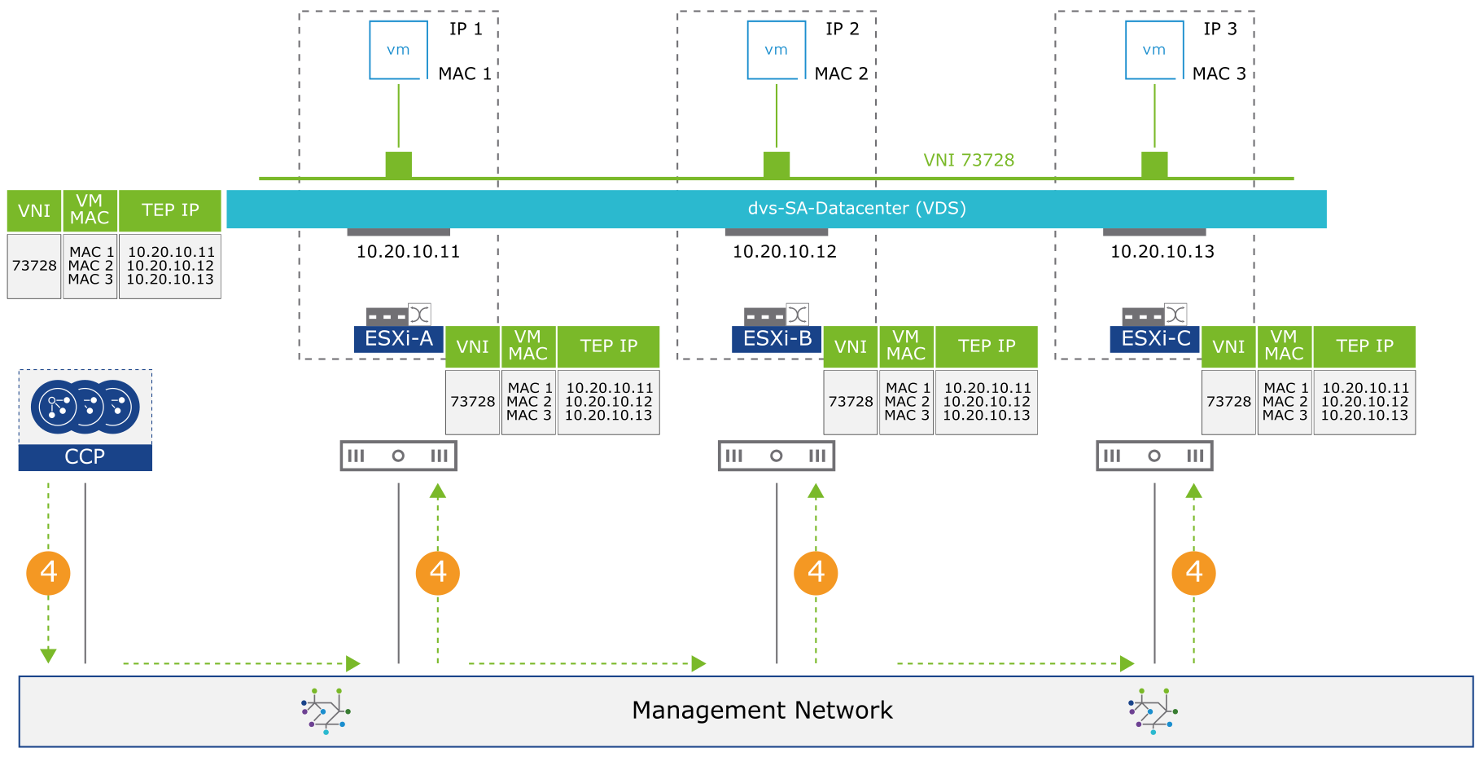 IP 1
vm
MAC 1
IP 2
vm
MAC 2
IP 3
vm
MAC 3
VNI 73728
VNI
VM
MAC
TEP IP
dvs-SA-Datacenter (VDS)
73728
MAC 1
MAC 2
MAC 3
10.20.10.11
10.20.10.12
10.20.10.13
10.20.10.11
10.20.10.12
10.20.10.13
ESXi-A
VNI
VM
MAC
TEP IP
73728
MAC 1
MAC 2
MAC 3
10.20.10.11
10.20.10.12
10.20.10.13
ESXi-B
VNI
VM
MAC
TEP IP
73728
MAC 1
MAC 2
MAC 3
10.20.10.11
10.20.10.12
10.20.10.13
ESXi-C
VNI
VM
MAC
TEP IP
73728
MAC 1
MAC 2
MAC 3
10.20.10.11
10.20.10.12
10.20.10.13
CCP
4
4
4
4
Management Network